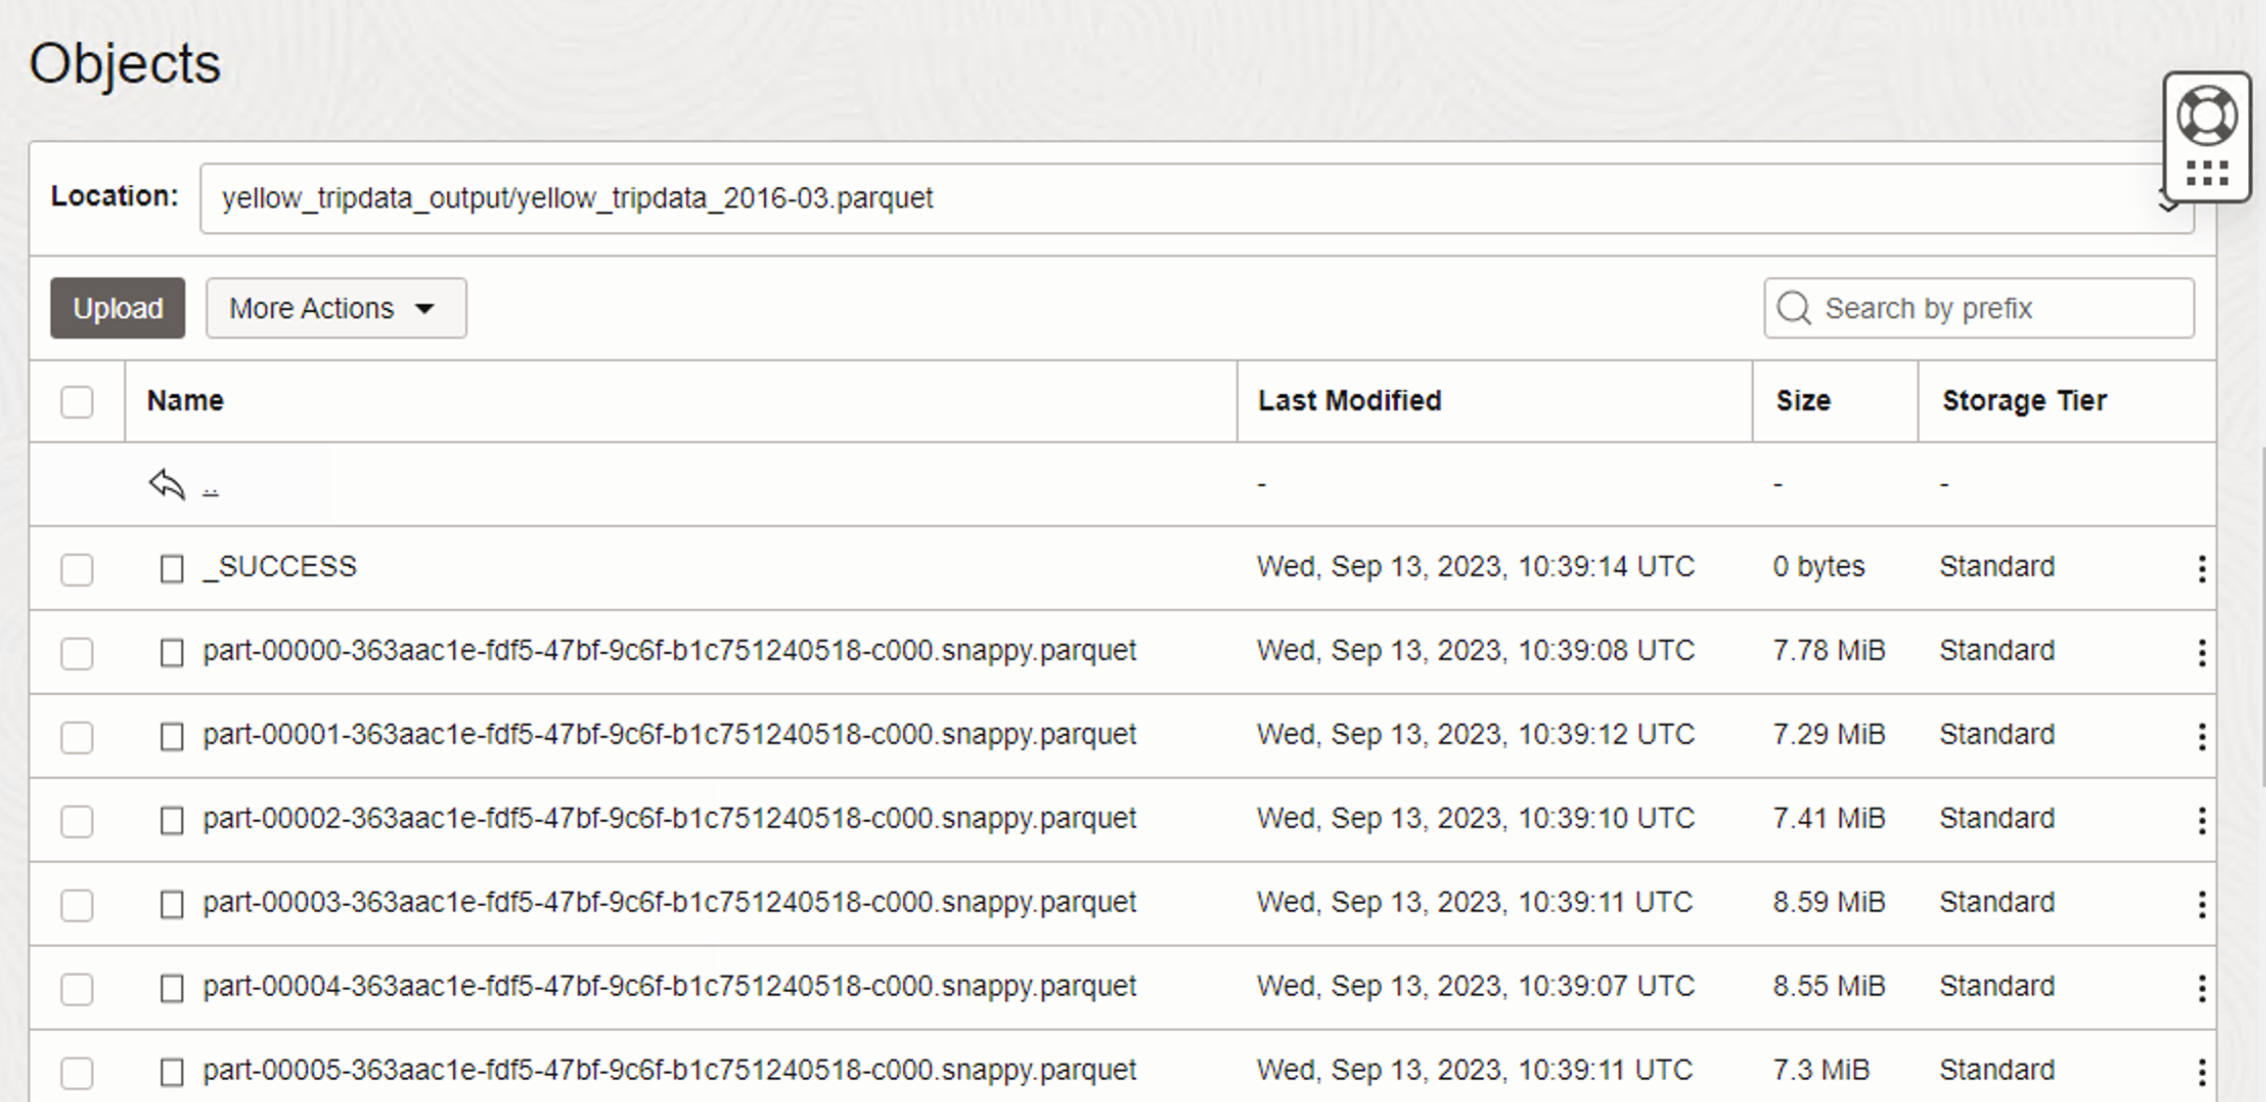 Objects
Location: yellow_tripdata_output/yellow_tripdata_2016-03.parquet
Upload More Actions Search by prefix
Name Last Modified Size Storage Tier
.. - - -
_SUCCESS Wed, Sep 13, 2023, 10:39:14 UTC 0 bytes Standard
part-00000-363aac1e-fdf5-47bf-9c6f-b1c751240518-c000.snappy.parquet Wed, Sep 13, 2023, 10:39:08 UTC 7.78 MiB Standard
part-00001-363aac1e-fdf5-47bf-9c6f-b1c751240518-c000.snappy.parquet Wed, Sep 13, 2023, 10:39:12 UTC 7.29 MiB Standard
part-00002-363aac1e-fdf5-47bf-9c6f-b1c751240518-c000.snappy.parquet Wed, Sep 13, 2023, 10:39:10 UTC 7.41 MiB Standard
part-00003-363aac1e-fdf5-47bf-9c6f-b1c751240518-c000.snappy.parquet Wed, Sep 13, 2023, 10:39:11 UTC 8.59 MiB Standard
part-00004-363aac1e-fdf5-47bf-9c6f-b1c751240518-c000.snappy.parquet Wed, Sep 13, 2023, 10:39:07 UTC 8.55 MiB Standard
part-00005-363aac1e-fdf5-47bf-9c6f-b1c751240518-c000.snappy.parquet Wed, Sep 13, 2023, 10:39:11 UTC 7.3 MiB Standard